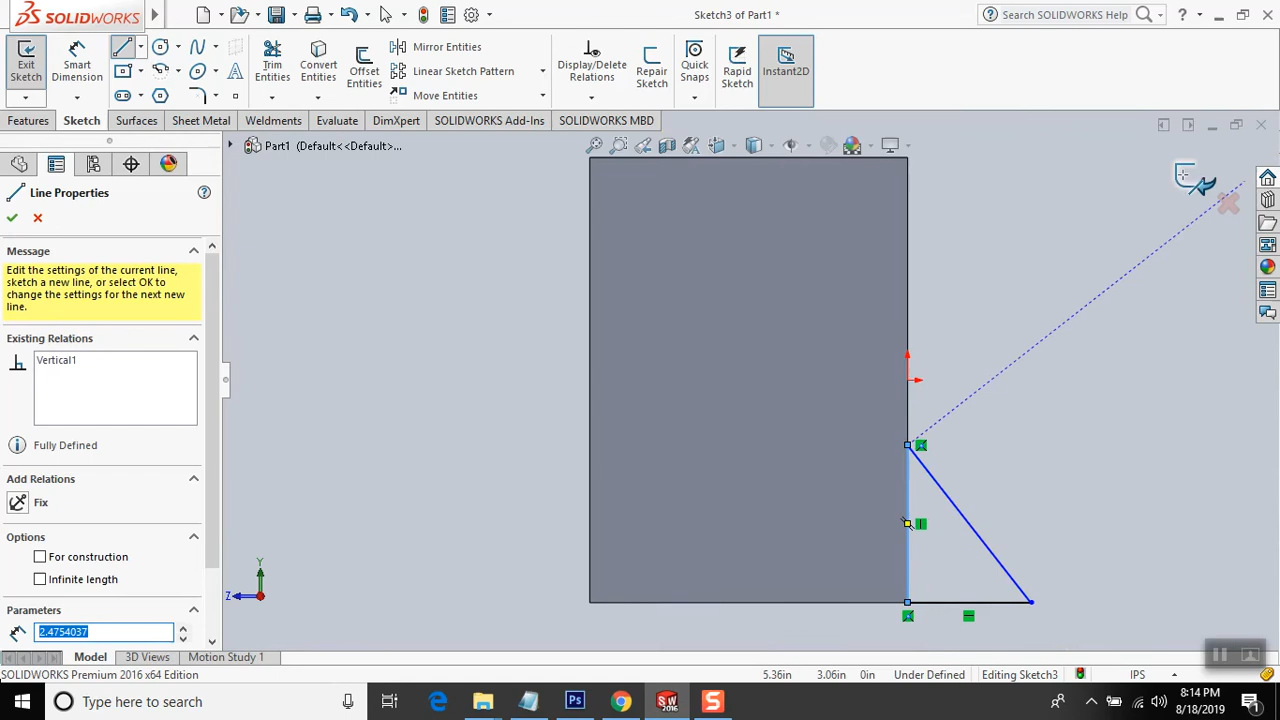 SOLIDWORKS
Sketch3 of Part1 *
Search SOLIDWORKS Help
?
Exit
Sketch
Smart
Dimension
Trim
Entities
Convert
Entities
Offset
Entities
Mirror Entities
Linear Sketch Pattern
Move Entities
Display/Delete
Relations
Repair
Sketch
Quick
Snaps
Rapid
Sketch
Instant2D
Features
Sketch
Surfaces
Sheet Metal
Weldments
Evaluate
DimXpert
SOLIDWORKS Add-Ins
SOLIDWORKS MBD
Part1 (Default<<Default>...
Line Properties
?
Message
Edit the settings of the current line,
sketch a new line, or select OK to
change the settings for the next new
line.
Existing Relations
Vertical1
Fully Defined
Add Relations
Fix
Options
For construction
Infinite length
Parameters
2.4754037
Y
Z
Model
3D Views
Motion Study 1
SOLIDWORKS Premium 2016 x64 Edition
5.36in
3.06in
0in
Under Defined
Editing Sketch3
IPS
Type here to search
Ps
SW
2016
S
8:14 PM
8/18/2019
1